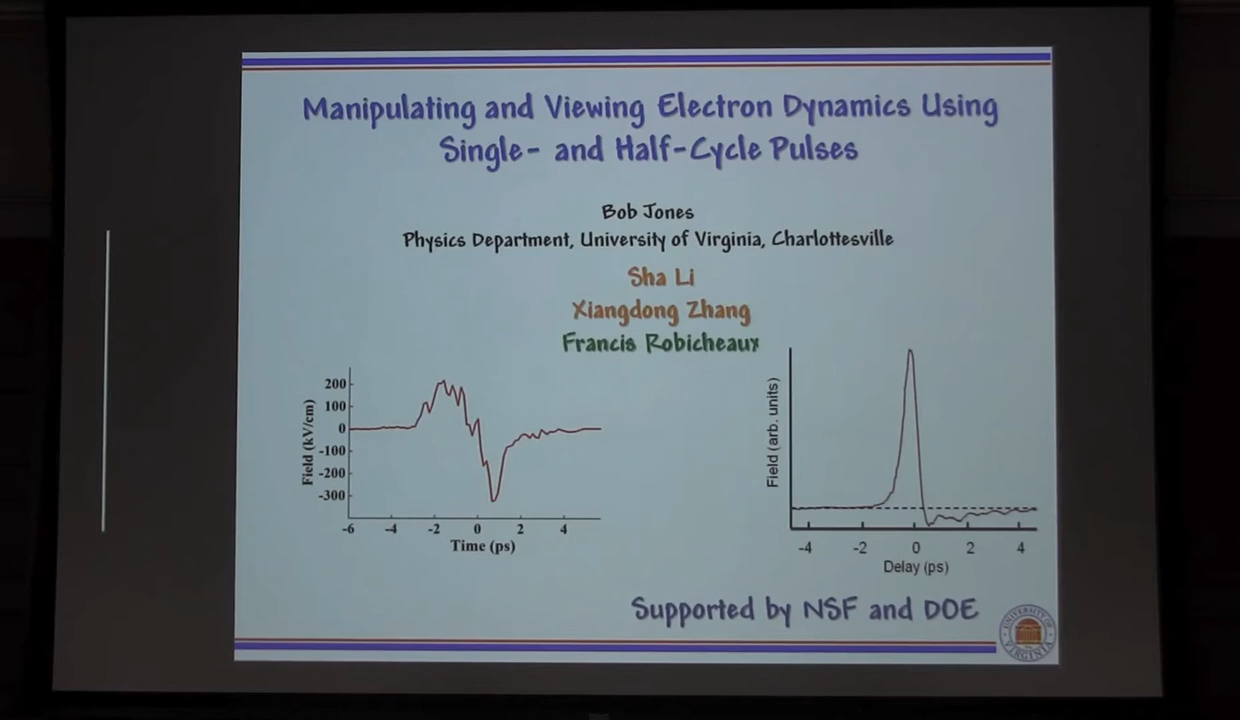 Manipulating and Viewing Electron Dynamics Using
Single- and Half-Cycle Pulses
Bob Jones
Physics Department, University of Virginia, Charlottesville
Sha Li
Xiangdong Zhang
Francis Robicheaux
Field (kV/cm)
200
100
0
-100
-200
-300
-6 -4 -2 0 2 4
Time (ps)
Field (arb. units)
-4 -2 0 2 4
Delay (ps)
Supported by NSF and DOE
UNIVERSITY OF
VIRGINIA